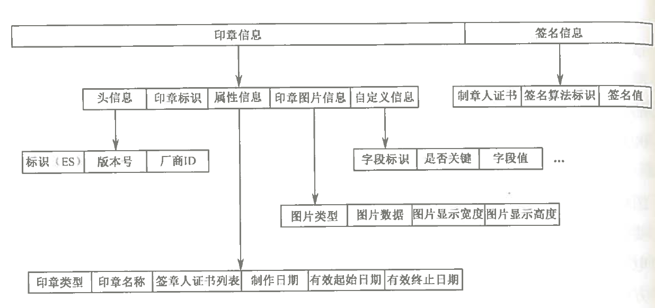 印章信息 签名信息
头信息 印章标识 属性信息 印章图片信息 自定义信息 制章人证书 签名算法标识 签名值
标识（ES） 版本号 厂商ID 字段标识 是否关键 字段值 …
图片类型 图片数据 图片显示宽度 图片显示高度
印章类型 印章名称 签章人证书列表 制作日期 有效起始日期 有效终止日期